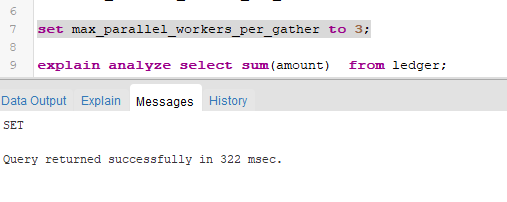 6
7 set max_parallel_workers_per_gather to 3;
8
9 explain analyze select sum(amount)  from ledger;
Data Output Explain Messages History
SET
Query returned successfully in 322 msec.